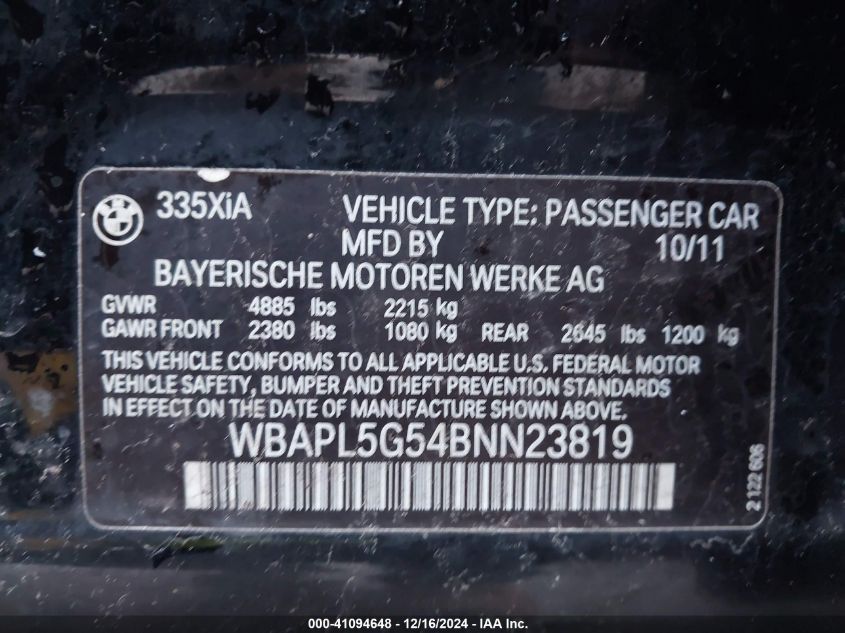 335XiA VEHICLE TYPE: PASSENGER CAR
MFD BY 10/11
BAYERISCHE MOTOREN WERKE AG
GVWR 4885 lbs 2215 kg
GAWR FRONT 2380 lbs 1080 kg REAR 2645 lbs 1200 kg
THIS VEHICLE CONFORMS TO ALL APPLICABLE U.S. FEDERAL MOTOR
VEHICLE SAFETY, BUMPER AND THEFT PREVENTION STANDARDS
IN EFFECT ON THE DATE OF MANUFACTURE SHOWN ABOVE.
WBAPL5G54BNN23819
2 122 606
000-41094648 - 12/16/2024 - IAA Inc.